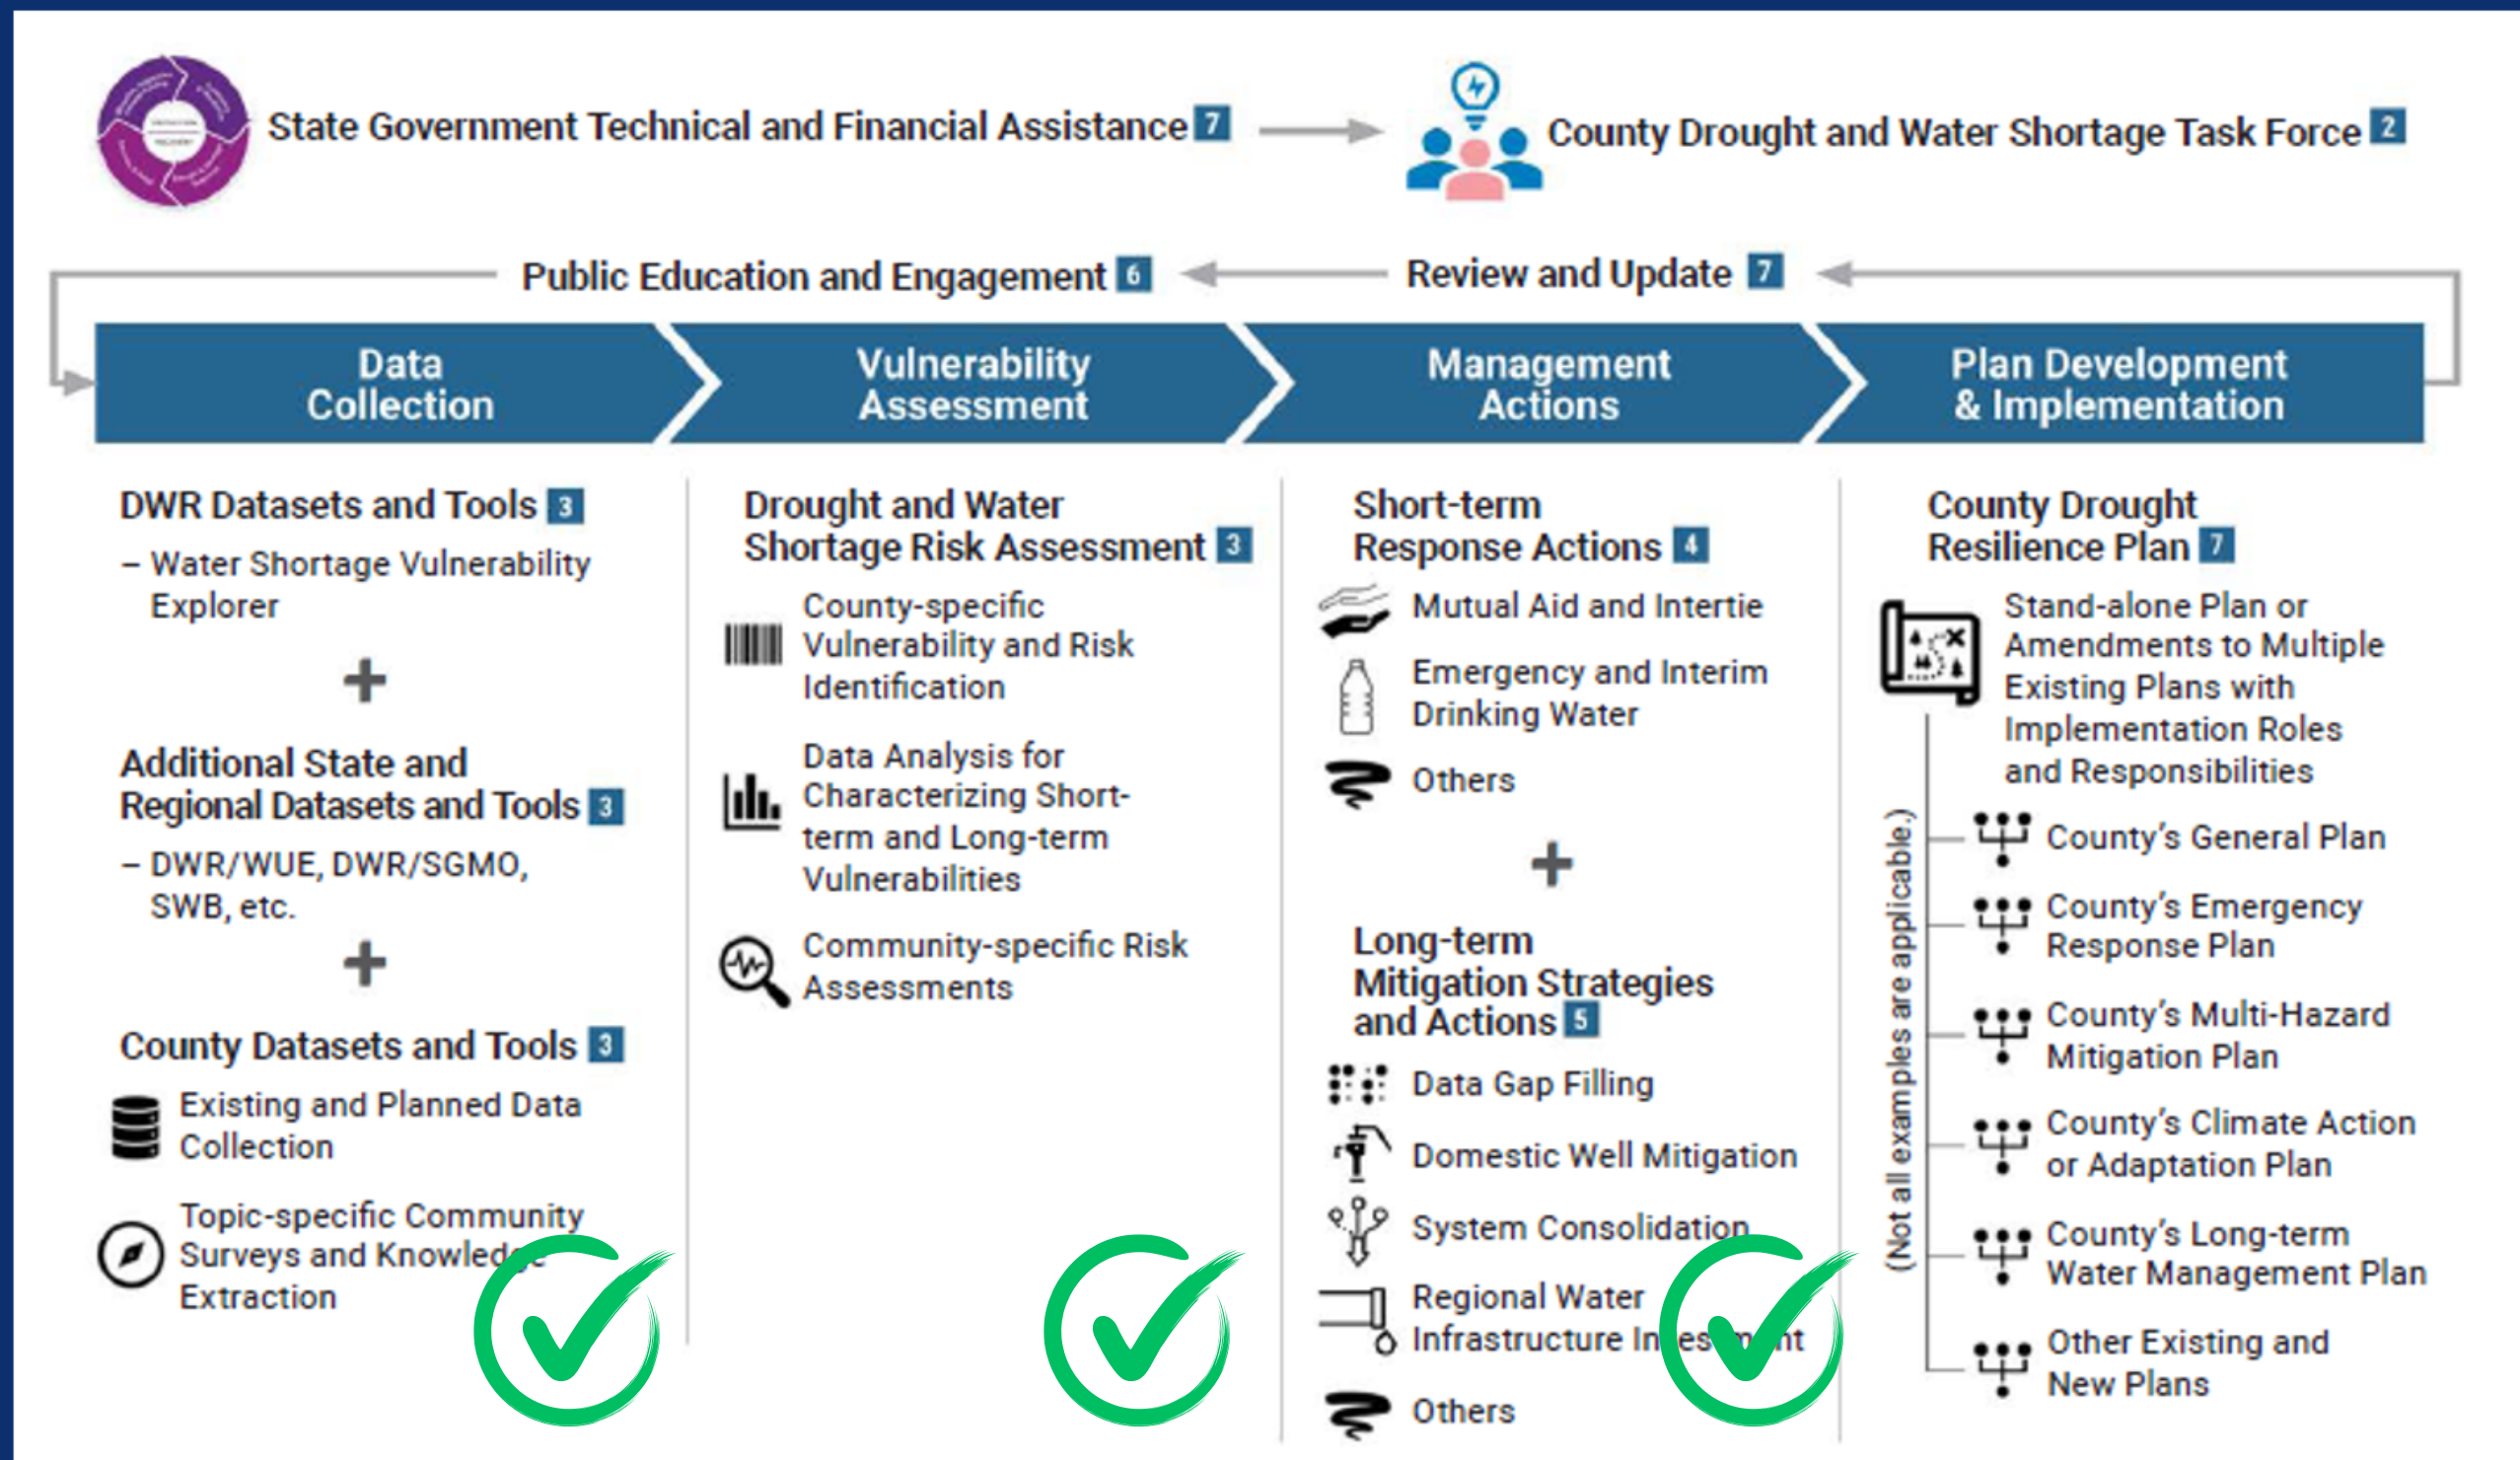 State Government Technical and Financial Assistance 7
County Drought and Water Shortage Task Force 2
Public Education and Engagement 6
Review and Update 7
Data
Collection
Vulnerability
Assessment
Management
Actions
Plan Development
& Implementation
DWR Datasets and Tools 3
– Water Shortage Vulnerability
Explorer
+
Additional State and
Regional Datasets and Tools 3
– DWR/WUE, DWR/SGMO,
SWB, etc.
+
County Datasets and Tools 3
Existing and Planned Data
Collection
Topic-specific Community
Surveys and Knowledge
Extraction
Drought and Water
Shortage Risk Assessment 3
County-specific
Vulnerability and Risk
Identification
Data Analysis for
Characterizing Short-
term and Long-term
Vulnerabilities
Community-specific Risk
Assessments
Short-term
Response Actions 4
Mutual Aid and Intertie
Emergency and Interim
Drinking Water
Others
+
Long-term
Mitigation Strategies
and Actions 5
Data Gap Filling
Domestic Well Mitigation
System Consolidation
Regional Water
Infrastructure Investment
Others
County Drought
Resilience Plan 7
Stand-alone Plan or
Amendments to Multiple
Existing Plans with
Implementation Roles
and Responsibilities
(Not all examples are applicable.)
County's General Plan
County's Emergency
Response Plan
County's Multi-Hazard
Mitigation Plan
County's Climate Action
or Adaptation Plan
County's Long-term
Water Management Plan
Other Existing and
New Plans